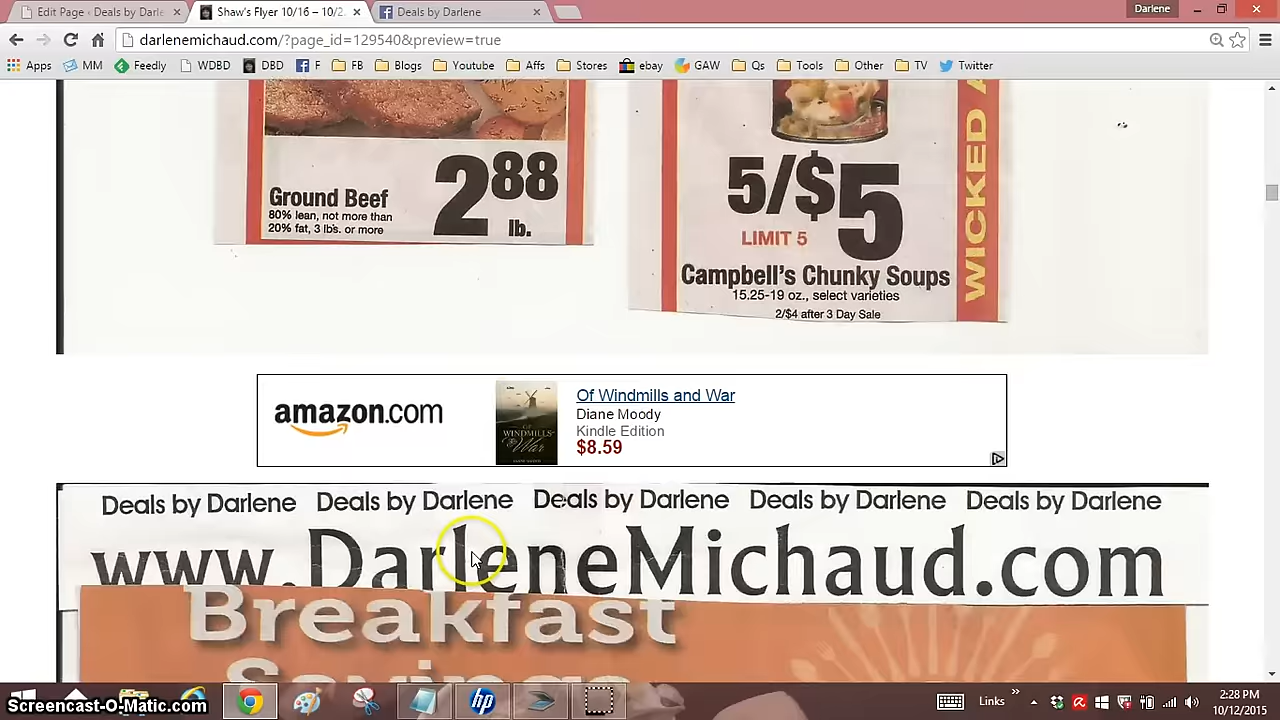 Edit Page ‹ Deals by Darle
Shaw's Flyer 10/16 – 10/2
Deals by Darlene
Darlene
darlenemichaud.com/?page_id=129540&preview=true
Apps MM Feedly WDBD DBD F FB Blogs Youtube Affs Stores ebay GAW Qs Tools Other TV Twitter
Ground Beef
80% lean, not more than
20% fat, 3 lbs. or more
2 88
lb.
5/$5
LIMIT 5
Campbell's Chunky Soups
15.25-19 oz., select varieties
2/$4 after 3 Day Sale
WICKED
amazon.com
Of Windmills and War
Diane Moody
Kindle Edition
$8.59
OF
WINDMILLS
& War
Deals by Darlene Deals by Darlene Deals by Darlene Deals by Darlene Deals by Darlene
www.DarleneMichaud.com
Breakfast
Savings
Screencast-O-Matic.com
hp
Links
2:28 PM
10/12/2015